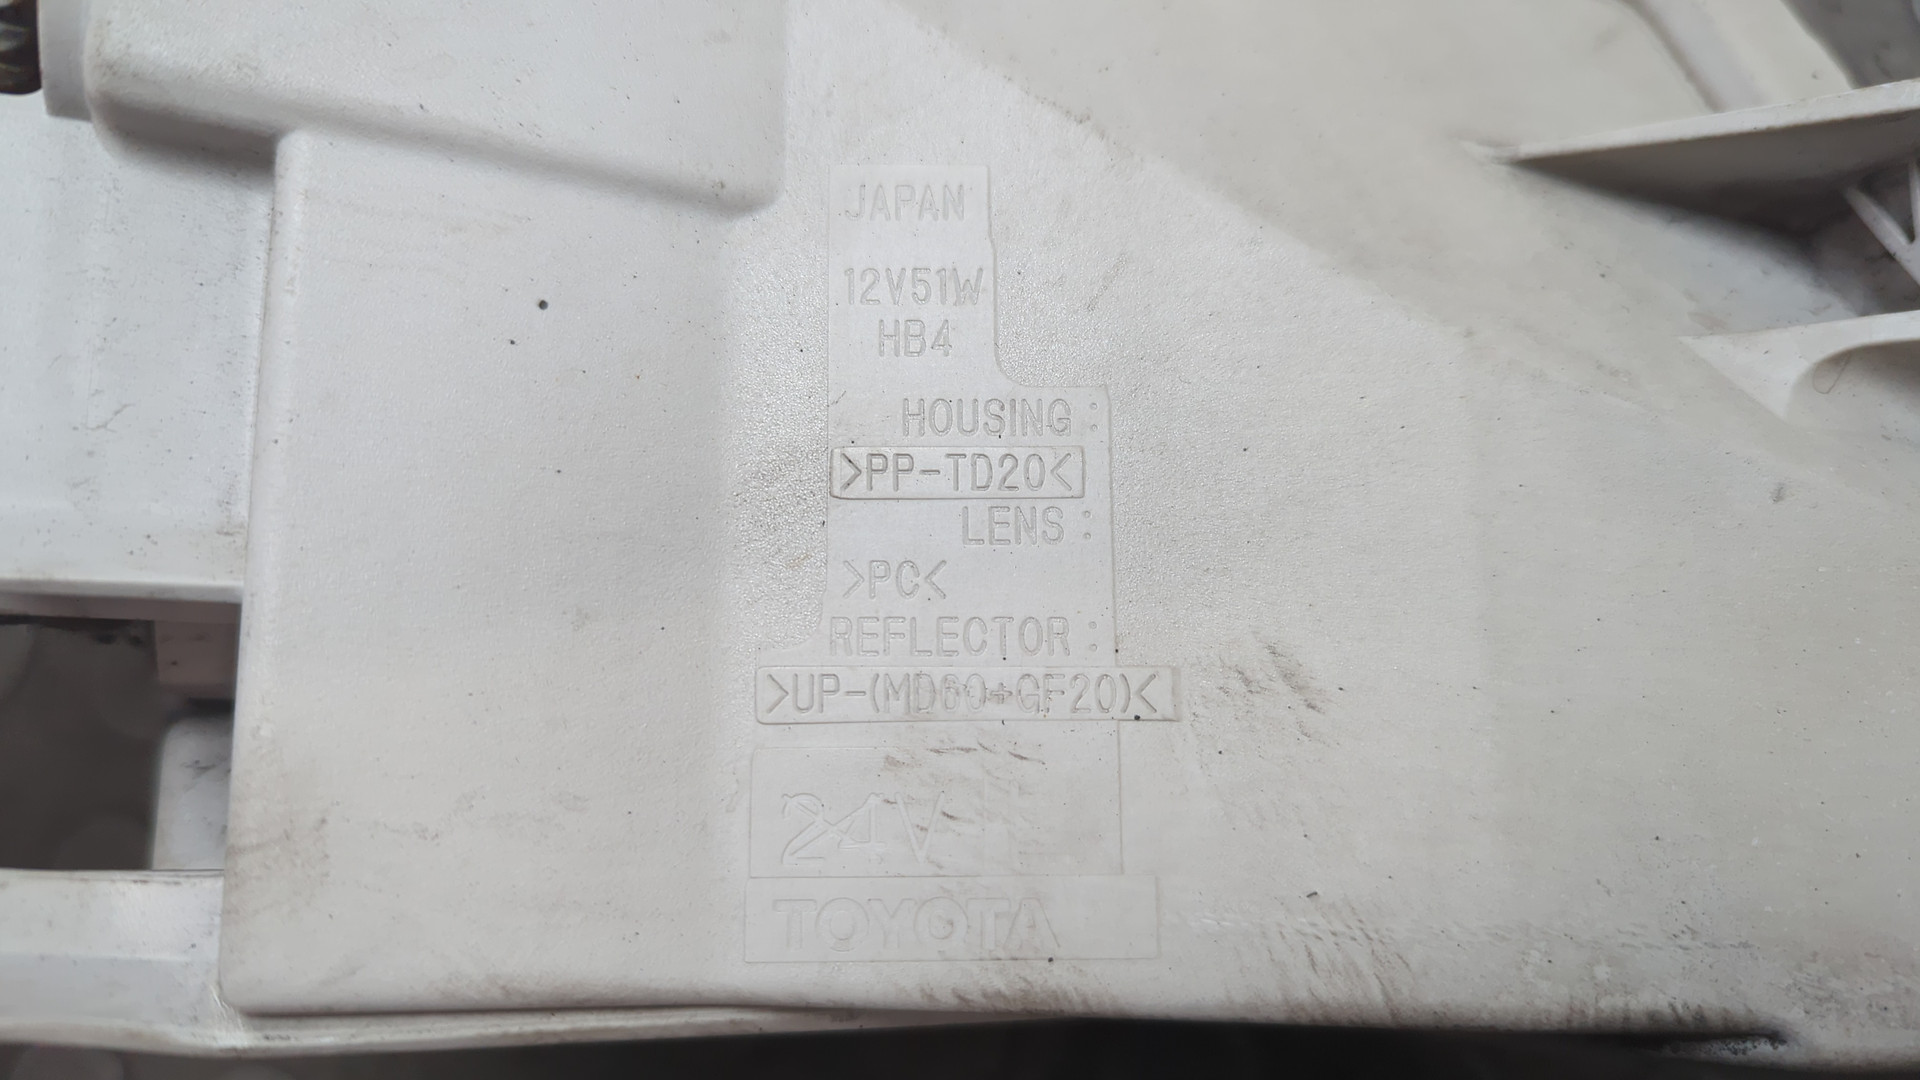 JAPAN
12V51W
HB4
HOUSING :
>PP-TD20<
LENS :
>PC<
REFLECTOR :
>UP-(MD60+GF20)<
24V
TOYOTA